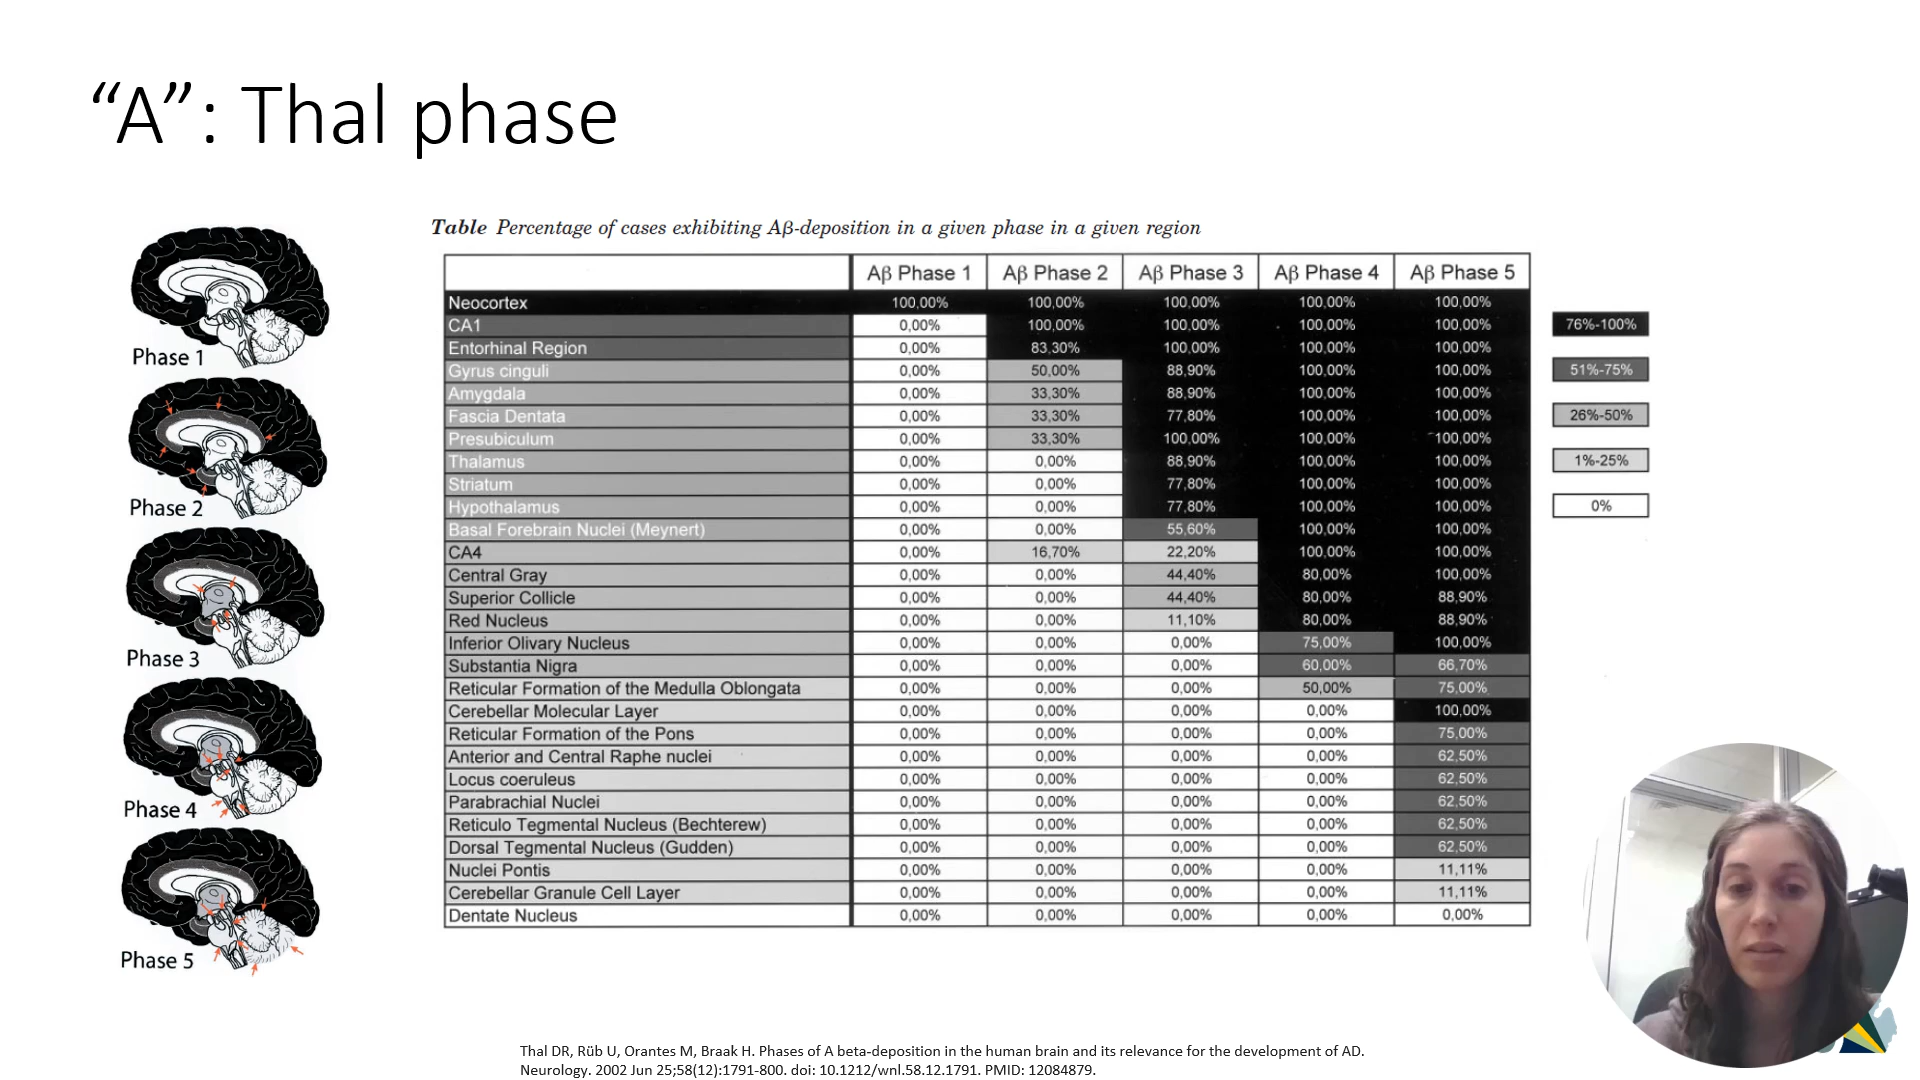 “A”: Thal phase
Phase 1
Phase 2
Phase 3
Phase 4
Phase 5
Table Percentage of cases exhibiting Aβ-deposition in a given phase in a given region
Aβ Phase 1 Aβ Phase 2 Aβ Phase 3 Aβ Phase 4 Aβ Phase 5
Neocortex 100,00% 100,00% 100,00% 100,00% 100,00%
CA1 0,00% 100,00% 100,00% 100,00% 100,00%
Entorhinal Region 0,00% 83,30% 100,00% 100,00% 100,00%
Gyrus cinguli 0,00% 50,00% 88,90% 100,00% 100,00%
Amygdala 0,00% 33,30% 88,90% 100,00% 100,00%
Fascia Dentata 0,00% 33,30% 77,80% 100,00% 100,00%
Presubiculum 0,00% 33,30% 100,00% 100,00% 100,00%
Thalamus 0,00% 0,00% 88,90% 100,00% 100,00%
Striatum 0,00% 0,00% 77,80% 100,00% 100,00%
Hypothalamus 0,00% 0,00% 77,80% 100,00% 100,00%
Basal Forebrain Nuclei (Meynert) 0,00% 0,00% 55,60% 100,00% 100,00%
CA4 0,00% 16,70% 22,20% 100,00% 100,00%
Central Gray 0,00% 0,00% 44,40% 80,00% 100,00%
Superior Collicle 0,00% 0,00% 44,40% 80,00% 88,90%
Red Nucleus 0,00% 0,00% 11,10% 80,00% 88,90%
Inferior Olivary Nucleus 0,00% 0,00% 0,00% 75,00% 100,00%
Substantia Nigra 0,00% 0,00% 0,00% 60,00% 66,70%
Reticular Formation of the Medulla Oblongata 0,00% 0,00% 0,00% 50,00% 75,00%
Cerebellar Molecular Layer 0,00% 0,00% 0,00% 0,00% 100,00%
Reticular Formation of the Pons 0,00% 0,00% 0,00% 0,00% 75,00%
Anterior and Central Raphe nuclei 0,00% 0,00% 0,00% 0,00% 62,50%
Locus coeruleus 0,00% 0,00% 0,00% 0,00% 62,50%
Parabrachial Nuclei 0,00% 0,00% 0,00% 0,00% 62,50%
Reticulo Tegmental Nucleus (Bechterew) 0,00% 0,00% 0,00% 0,00% 62,50%
Dorsal Tegmental Nucleus (Gudden) 0,00% 0,00% 0,00% 0,00% 62,50%
Nuclei Pontis 0,00% 0,00% 0,00% 0,00% 11,11%
Cerebellar Granule Cell Layer 0,00% 0,00% 0,00% 0,00% 11,11%
Dentate Nucleus 0,00% 0,00% 0,00% 0,00% 0,00%
76%-100%
51%-75%
26%-50%
1%-25%
0%
Thal DR, Rüb U, Orantes M, Braak H. Phases of A beta-deposition in the human brain and its relevance for the development of AD.
Neurology. 2002 Jun 25;58(12):1791-800. doi: 10.1212/wnl.58.12.1791. PMID: 12084879.